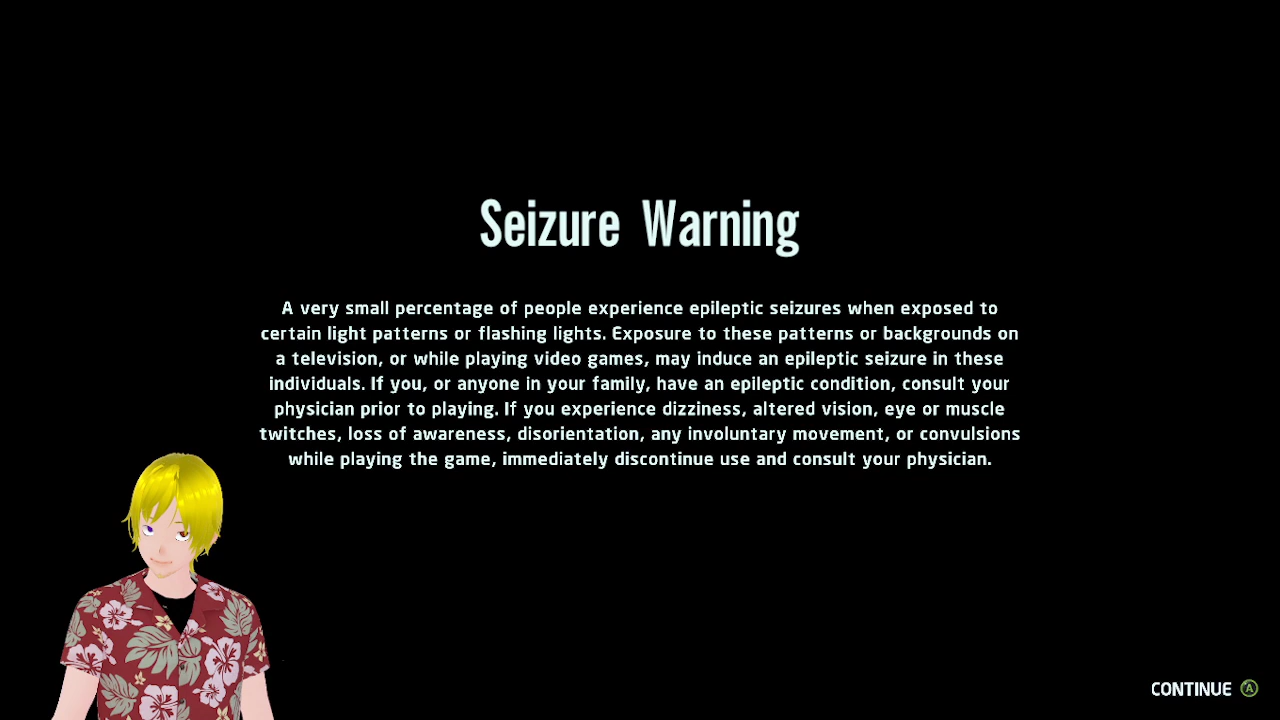 Seizure Warning
A very small percentage of people experience epileptic seizures when exposed to
certain light patterns or flashing lights. Exposure to these patterns or backgrounds on
a television, or while playing video games, may induce an epileptic seizure in these
individuals. If you, or anyone in your family, have an epileptic condition, consult your
physician prior to playing. If you experience dizziness, altered vision, eye or muscle
twitches, loss of awareness, disorientation, any involuntary movement, or convulsions
while playing the game, immediately discontinue use and consult your physician.
CONTINUE A